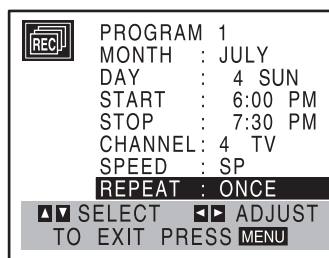 REC
PROGRAM 1
MONTH : JULY
DAY : 4 SUN
START : 6:00 PM
STOP : 7:30 PM
CHANNEL: 4 TV
SPEED : SP
REPEAT : ONCE
▲▼ SELECT ◀▶ ADJUST
TO EXIT PRESS MENU